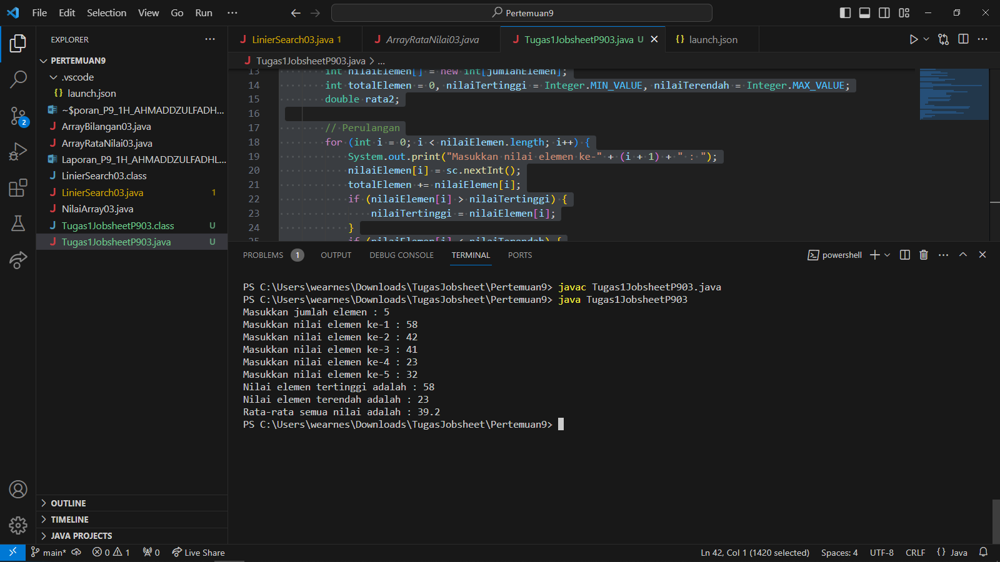 File Edit Selection View Go Run ···
Pertemuan9
EXPLORER
PERTEMUAN9
.vscode
{} launch.json
~$poran_P9_1H_AHMADDZULFADH...
J ArrayBilangan03.java
J ArrayRataNilai03.java
Laporan_P9_1H_AHMADDZULFADHL...
J LinierSearch03.class
J LinierSearch03.java 1
J NilaiArray03.java
J Tugas1JobsheetP903.class U
J Tugas1JobsheetP903.java U
OUTLINE
TIMELINE
JAVA PROJECTS
J LinierSearch03.java 1 J ArrayRataNilai03.java J Tugas1JobsheetP903.java U {} launch.json
J Tugas1JobsheetP903.java > ...
13 int nilaiElemen[] = new int[jumlahElemen];
14 int totalElemen = 0, nilaiTertinggi = Integer.MIN_VALUE, nilaiTerendah = Integer.MAX_VALUE;
15 double rata2;
16
17 // Perulangan
18 for (int i = 0; i < nilaiElemen.length; i++) {
19 System.out.print("Masukkan nilai elemen ke-" + (i + 1) + " : ");
20 nilaiElemen[i] = sc.nextInt();
21 totalElemen += nilaiElemen[i];
22 if (nilaiElemen[i] > nilaiTertinggi) {
23 nilaiTertinggi = nilaiElemen[i];
24 }
25 if (nilaiElemen[i] < nilaiTerendah) {
PROBLEMS 1 OUTPUT DEBUG CONSOLE TERMINAL PORTS
powershell
PS C:\Users\wearnes\Downloads\TugasJobsheet\Pertemuan9> javac Tugas1JobsheetP903.java
PS C:\Users\wearnes\Downloads\TugasJobsheet\Pertemuan9> java Tugas1JobsheetP903
Masukkan jumlah elemen : 5
Masukkan nilai elemen ke-1 : 58
Masukkan nilai elemen ke-2 : 42
Masukkan nilai elemen ke-3 : 41
Masukkan nilai elemen ke-4 : 23
Masukkan nilai elemen ke-5 : 32
Nilai elemen tertinggi adalah : 58
Nilai elemen terendah adalah : 23
Rata-rata semua nilai adalah : 39.2
PS C:\Users\wearnes\Downloads\TugasJobsheet\Pertemuan9>
2
main* 0 1 0 Live Share
Ln 42, Col 1 (1420 selected) Spaces: 4 UTF-8 CRLF {} Java